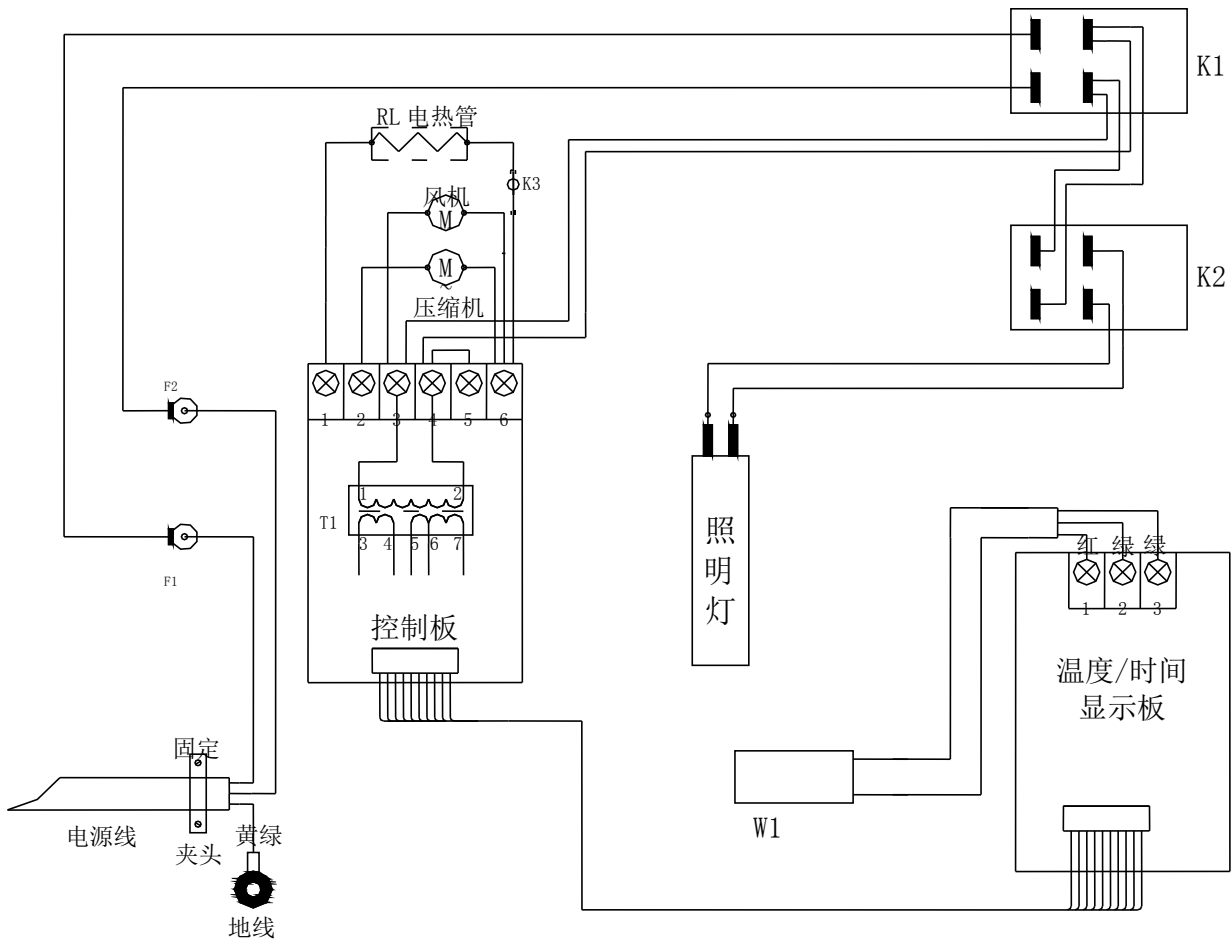 K1
RL 电热管
K3
风机
M
M
~
压缩机
K2
F2
1 2 3 4 5 6
1 2
T1
3 4 5 6 7
F1
控制板
照明灯
红 绿 绿
1 2 3
温度/时间
显示板
固定
电源线
夹头
黄绿
地线
W1